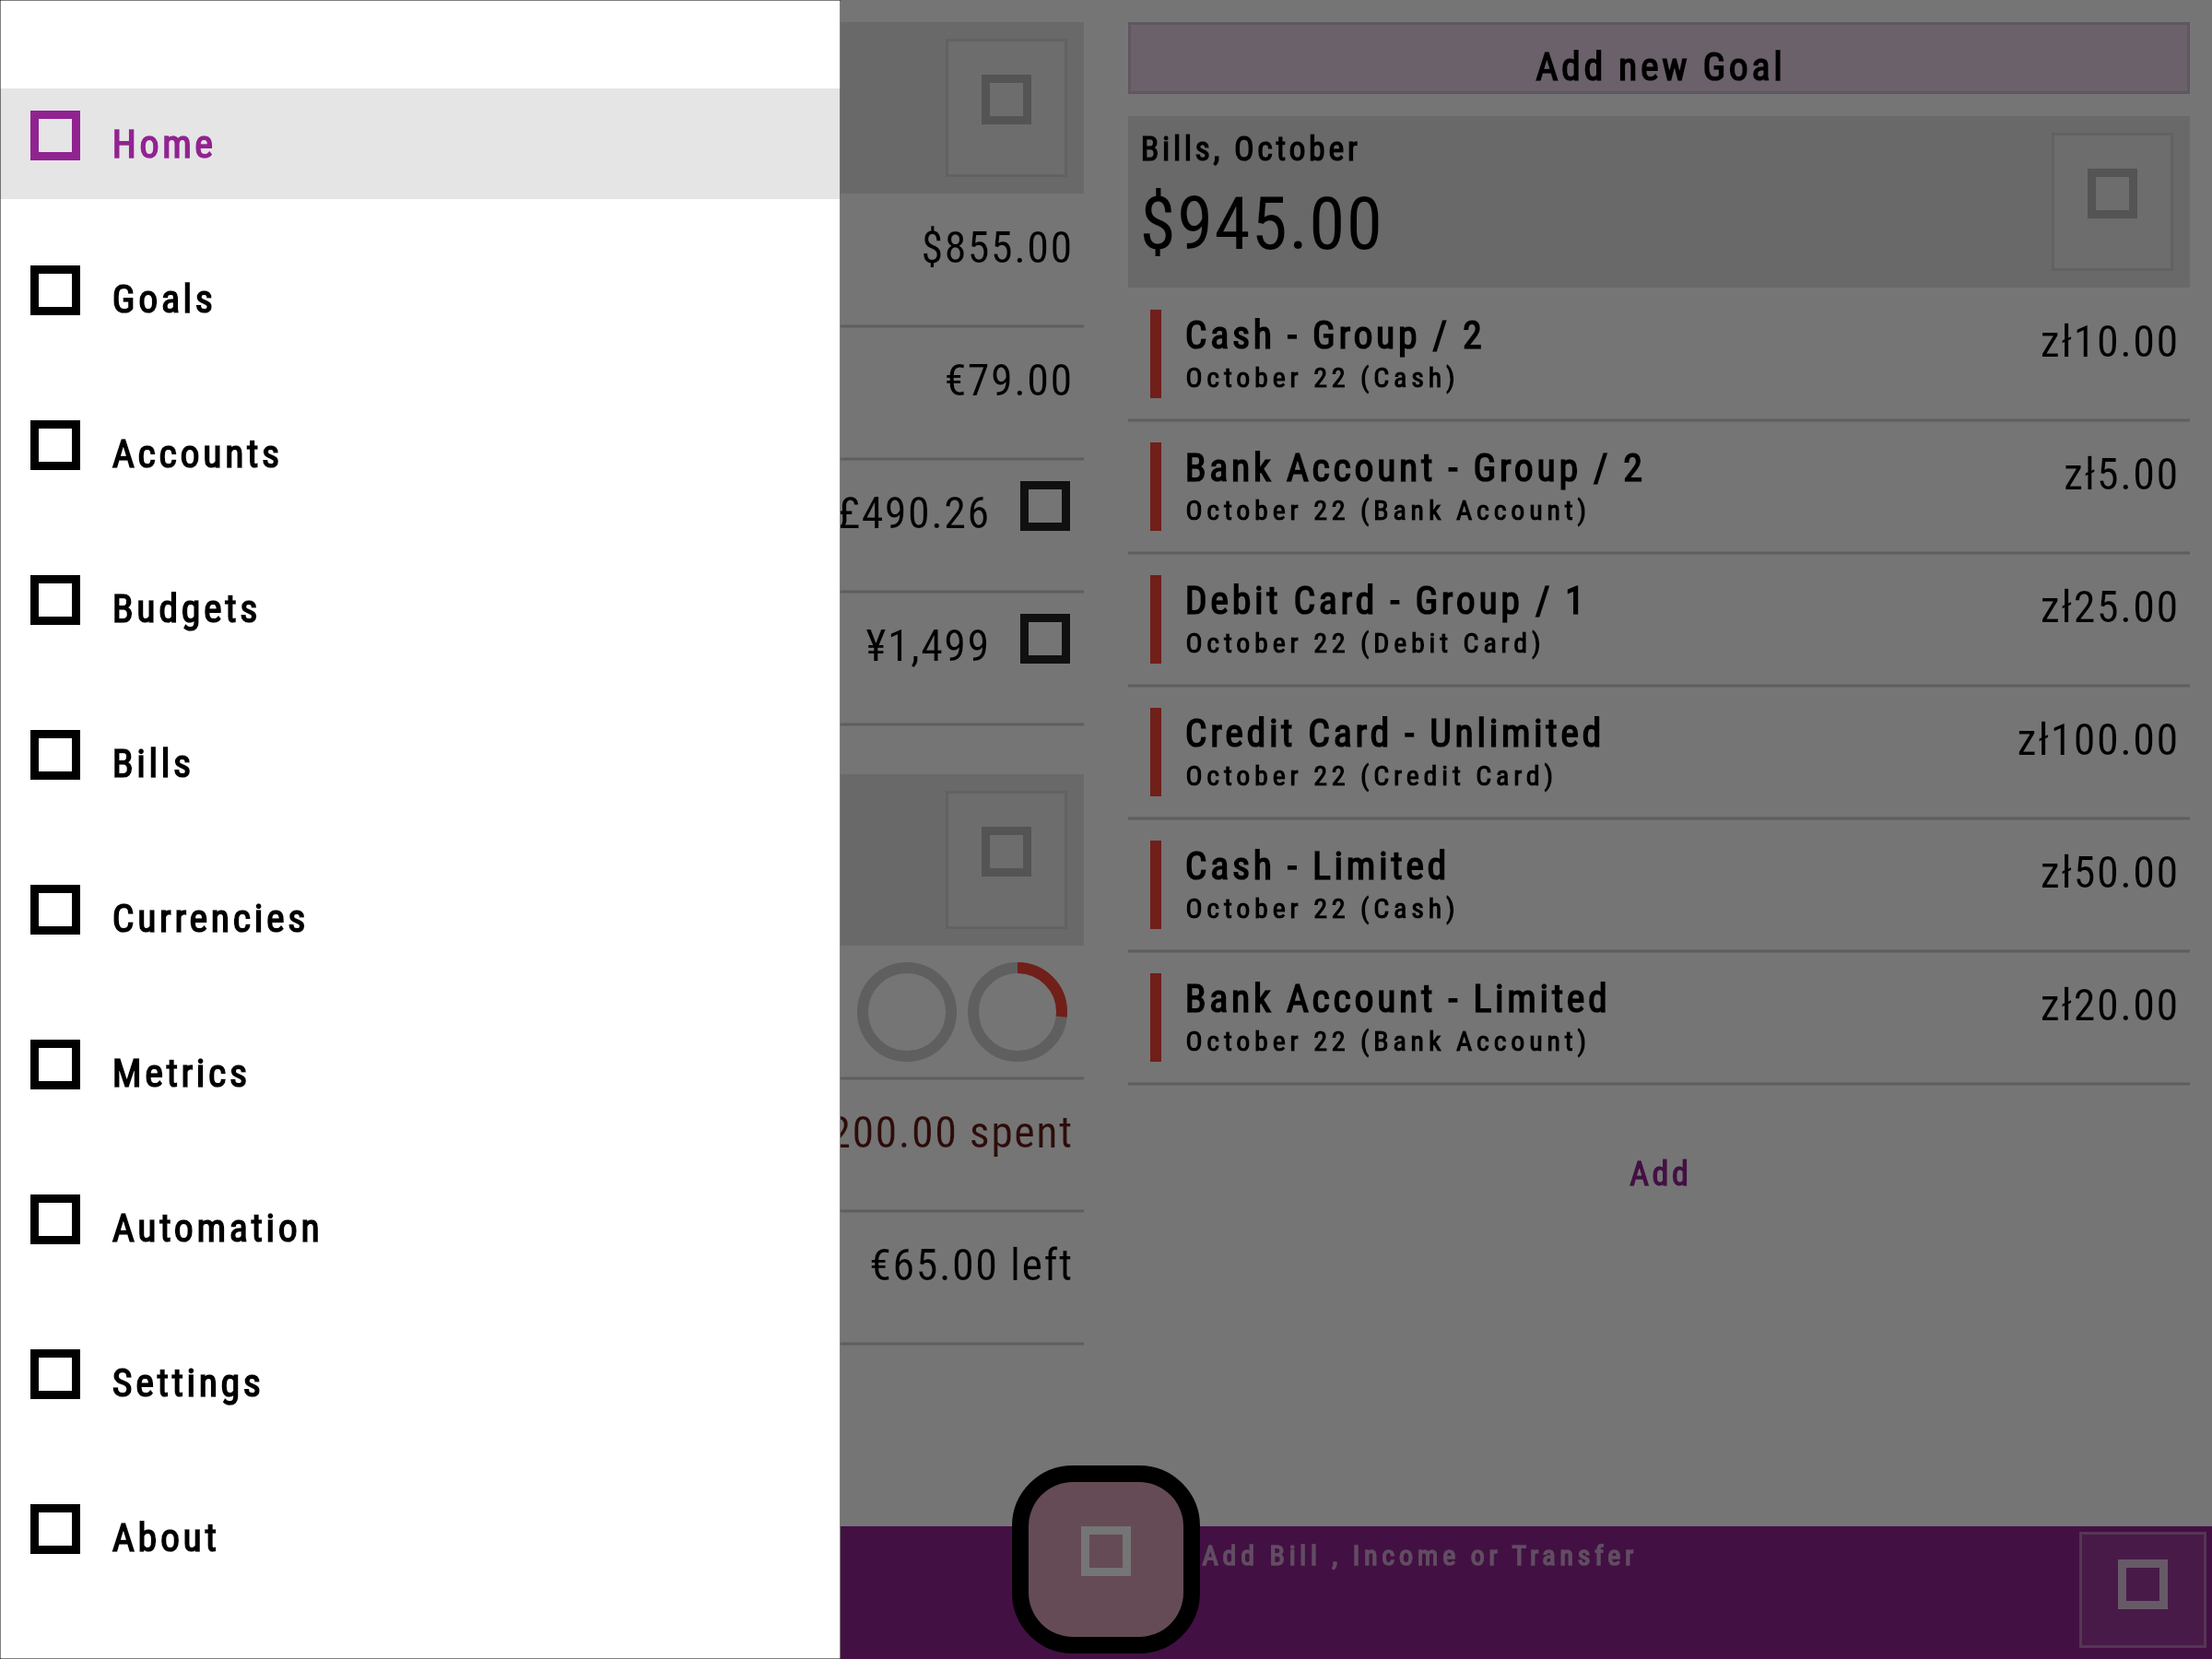 Home
Goals
Accounts
Budgets
Bills
Currencies
Metrics
Automation
Settings
About
$855.00
€79.00
£490.26
¥1,499
200.00 spent
€65.00 left
Add new Goal
Bills, October
$945.00
Cash - Group / 2
zł10.00
October 22 (Cash)
Bank Account - Group / 2
zł5.00
October 22 (Bank Account)
Debit Card - Group / 1
zł25.00
October 22 (Debit Card)
Credit Card - Unlimited
zł100.00
October 22 (Credit Card)
Cash - Limited
zł50.00
October 22 (Cash)
Bank Account - Limited
zł20.00
October 22 (Bank Account)
Add
Add Bill , Income or Transfer